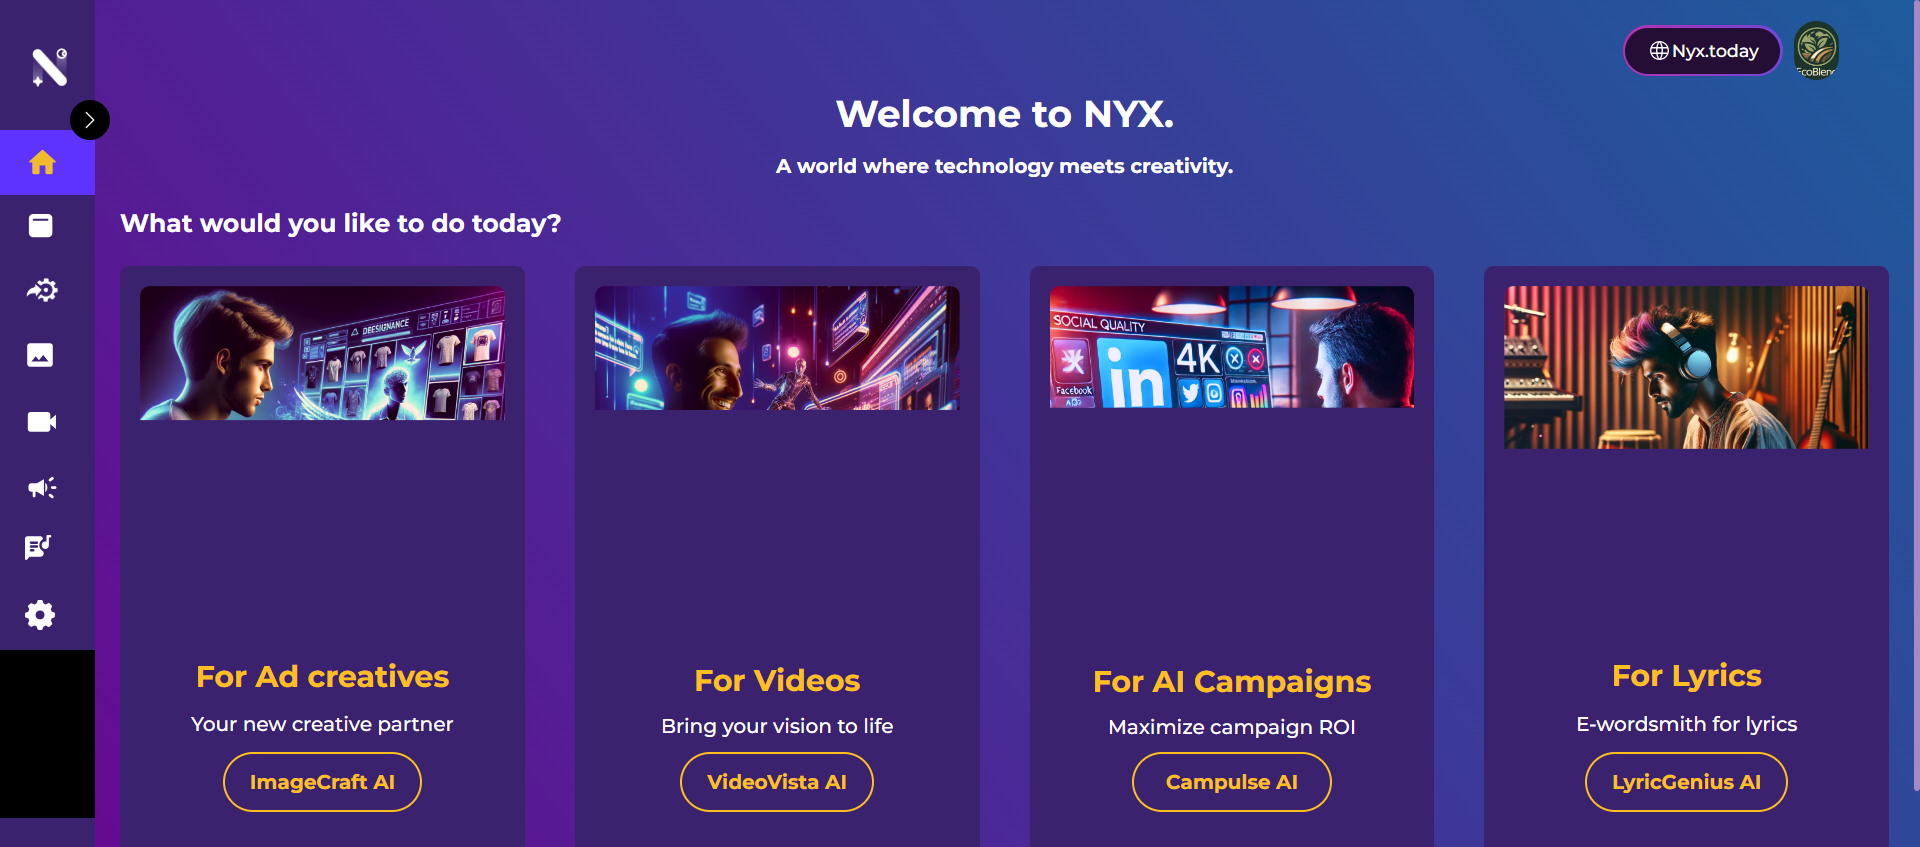 Nyx.today
EcoBlend
Welcome to NYX.
A world where technology meets creativity.
What would you like to do today?
DEESIGNANCE
SOCIAL QUALITY
Facebook
in
4K
For Ad creatives
Your new creative partner
ImageCraft AI
For Videos
Bring your vision to life
VideoVista AI
For AI Campaigns
Maximize campaign ROI
Campulse AI
For Lyrics
E-wordsmith for lyrics
LyricGenius AI